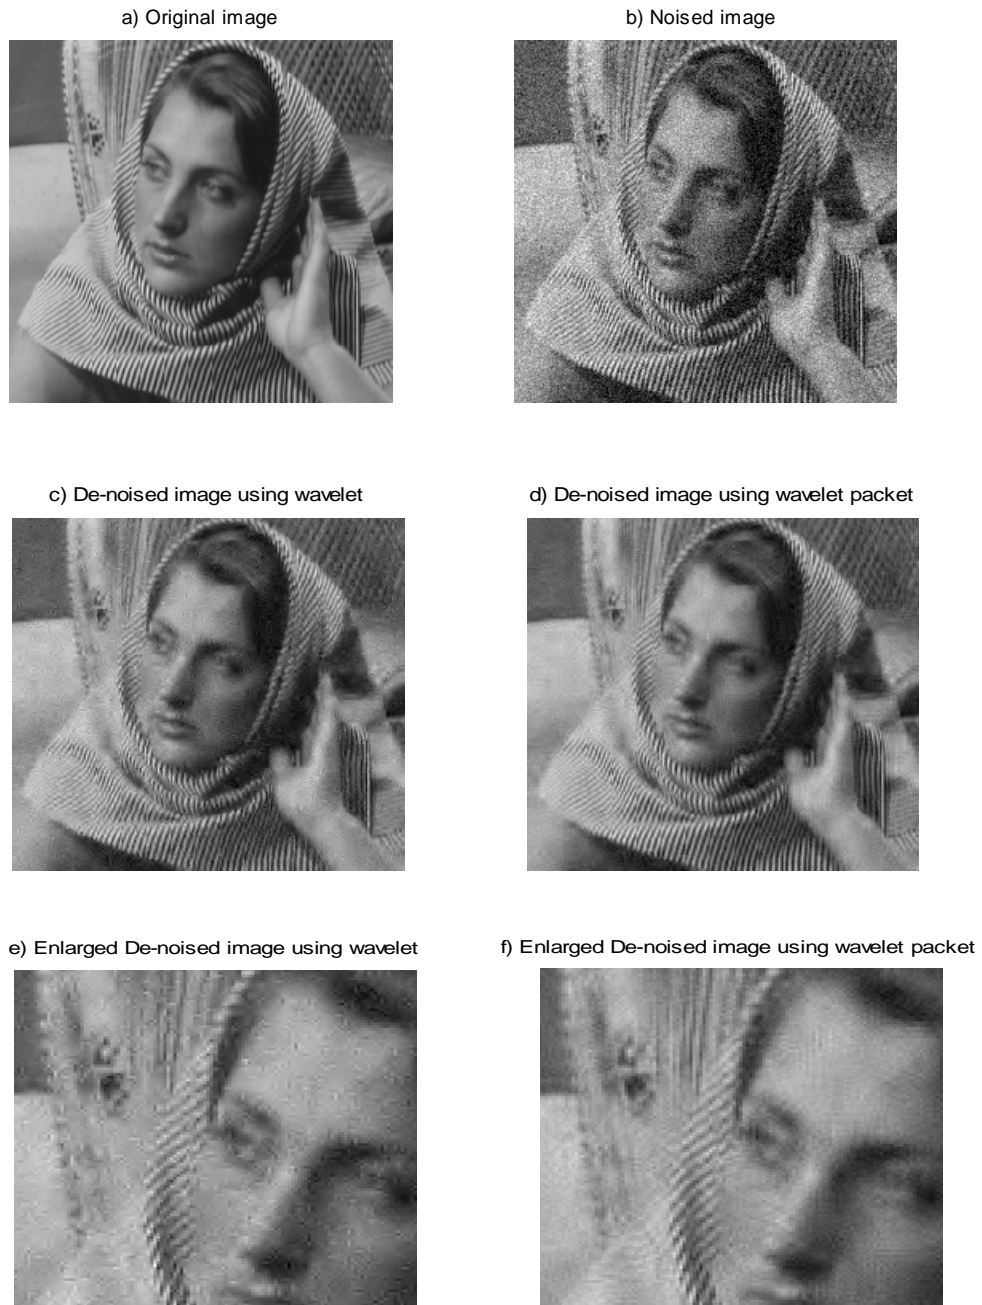 a) Original image
b) Noised image
c) De-noised image using wavelet
d) De-noised image using wavelet packet
e) Enlarged De-noised image using wavelet
f) Enlarged De-noised image using wavelet packet